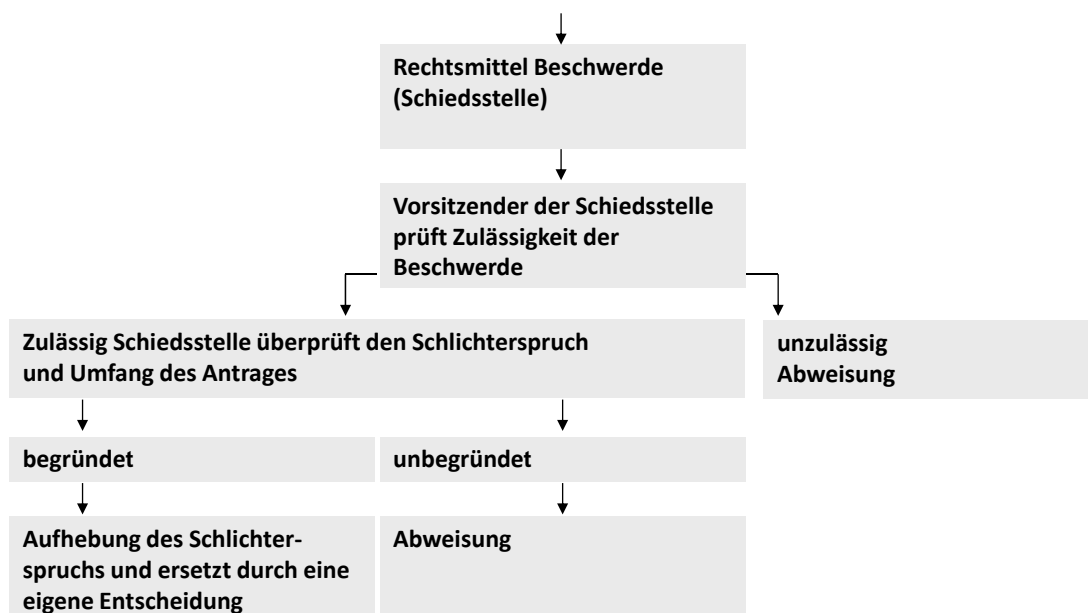 Rechtsmittel Beschwerde
(Schiedsstelle)
Vorsitzender der Schiedsstelle
prüft Zulässigkeit der
Beschwerde
Zulässig Schiedsstelle überprüft den Schlichterspruch
und Umfang des Antrages
unzulässig
Abweisung
begründet
unbegründet
Aufhebung des Schlichter-
spruchs und ersetzt durch eine
eigene Entscheidung
Abweisung